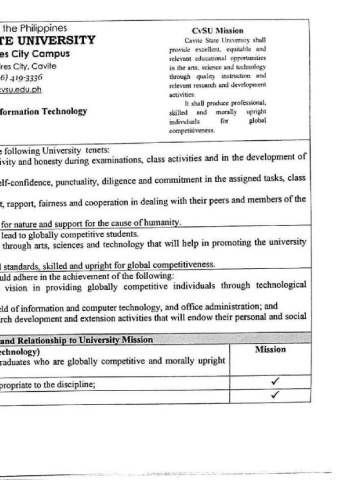 the Philippines
TE UNIVERSITY
es City Campus
ires City, Cavite
6) 419-3336
cvsu.edu.ph
nformation Technology
CvSU Mission
Cavite State University shall
provide excellent, equitable and
relevant educational opportunities
in the arts, science and technology
through quality instruction and
relevant research and development
activities.
It shall produce professional,
skilled and morally upright
individuals for global
competitiveness.
e following University tenets:
ivity and honesty during examinations, class activities and in the development of
elf-confidence, punctuality, diligence and commitment in the assigned tasks, class
t, rapport, fairness and cooperation in dealing with their peers and members of the
for nature and support for the cause of humanity.
lead to globally competitive students.
through arts, sciences and technology that will help in promoting the university
l standards, skilled and upright for global competitiveness.
uld adhere in the achievement of the following:
vision in providing globally competitive individuals through technological
eld of information and computer technology, and office administration; and
rch development and extension activities that will endow their personal and social
and Relationship to University Mission
echnology)
Mission
raduates who are globally competitive and morally upright
propriate to the discipline; ✓
✓